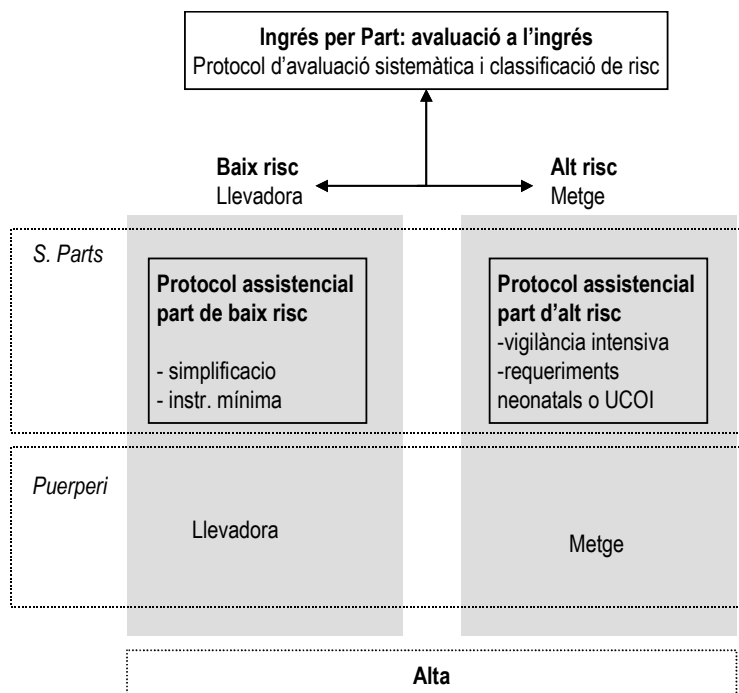 Ingrés per Part: avaluació a l'ingrés
Protocol d'avaluació sistemàtica i classificació de risc
Baix risc
Llevadora
Alt risc
Metge
S. Parts
Protocol assistencial
part de baix risc
- simplificacio
- instr. mínima
Protocol assistencial
part d'alt risc
-vigilància intensiva
-requeriments
neonatals o UCOI
Puerperi
Llevadora
Metge
Alta